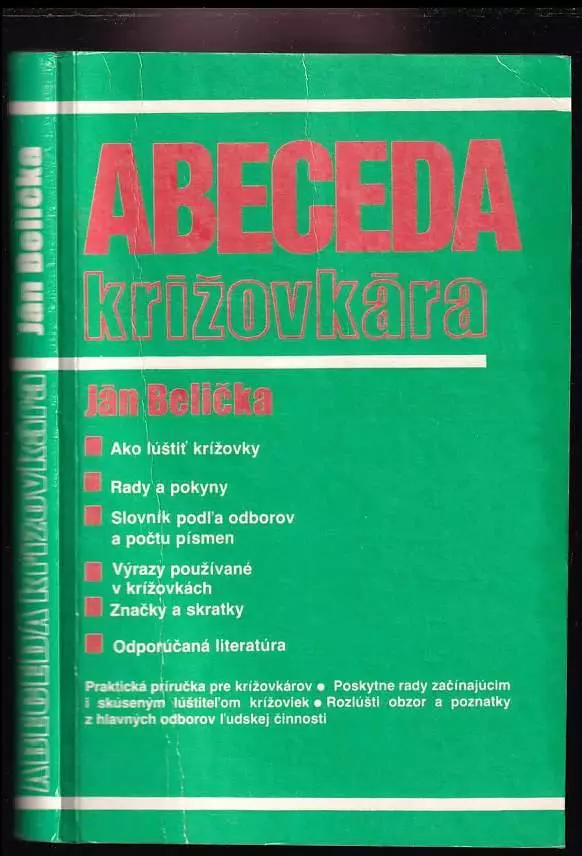 ABECEDA
križovkára
Ján Belička
Ako lúštiť krížovky
Rady a pokyny
Slovník podľa odborov
a počtu písmen
Výrazy používané
v krížovkách
Značky a skratky
Odporúčaná literatúra
Praktická príručka pre krížovkárov ● Poskytne rady začínajúcim
i skúseným lúštiteľom krížoviek ● Rozlúšti obzor a poznatky
z hlavných odborov ľudskej činnosti
Ján Belička
ABECEDA križovkára